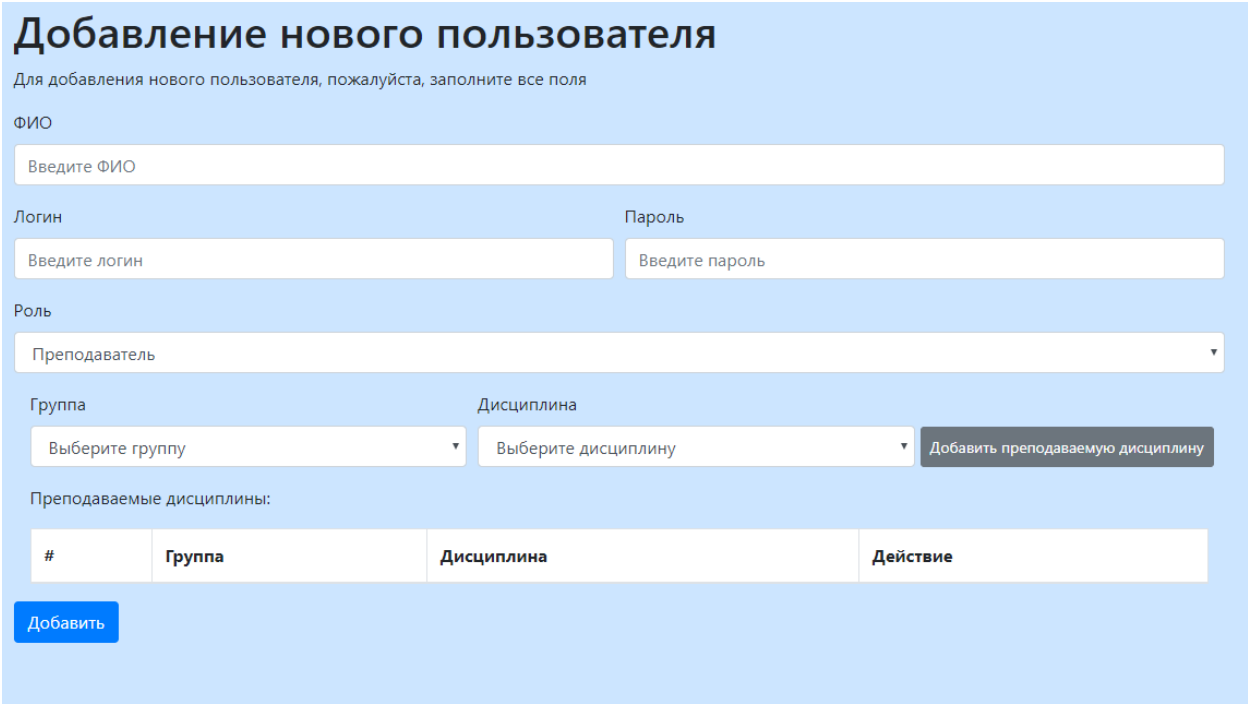 Добавление нового пользователя
Для добавления нового пользователя, пожалуйста, заполните все поля
ФИО
Введите ФИО
Логин Пароль
Введите логин Введите пароль
Роль
Преподаватель
Группа Дисциплина
Выберите группу Выберите дисциплину Добавить преподаваемую дисциплину
Преподаваемые дисциплины:
# Группа Дисциплина Действие
Добавить